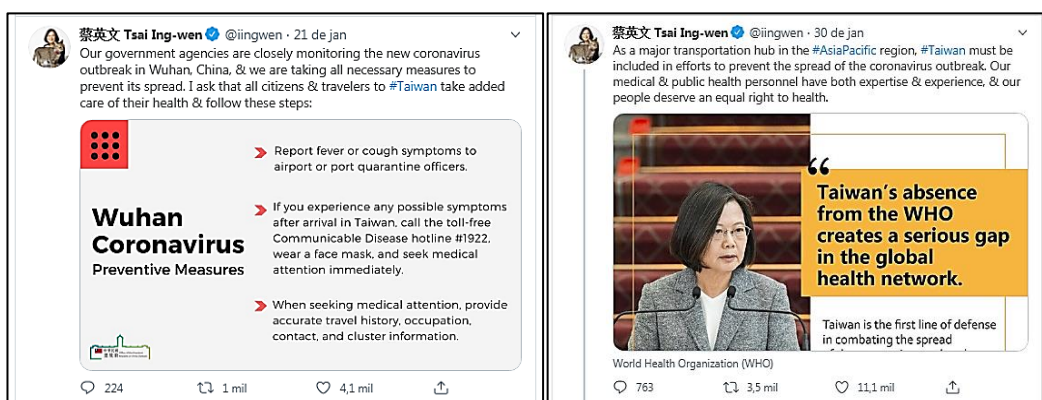 蔡英文 Tsai Ing-wen @iingwen · 21 de jan
Our government agencies are closely monitoring the new coronavirus
outbreak in Wuhan, China, & we are taking all necessary measures to
prevent its spread. I ask that all citizens & travelers to #Taiwan take added
care of their health & follow these steps:
Wuhan
Coronavirus
Preventive Measures
Report fever or cough symptoms to
airport or port quarantine officers.
If you experience any possible symptoms
after arrival in Taiwan, call the toll-free
Communicable Disease hotline #1922,
wear a face mask, and seek medical
attention immediately.
When seeking medical attention, provide
accurate travel history, occupation,
contact, and cluster information.
224 1 mil 4,1 mil
蔡英文 Tsai Ing-wen @iingwen · 30 de jan
As a major transportation hub in the #AsiaPacific region, #Taiwan must be
included in efforts to prevent the spread of the coronavirus outbreak. Our
medical & public health personnel have both expertise & experience, & our
people deserve an equal right to health.
“
Taiwan’s absence
from the WHO
creates a serious gap
in the global
health network.
Taiwan is the first line of defense
in combating the spread
World Health Organization (WHO)
763 3,5 mil 11,1 mil